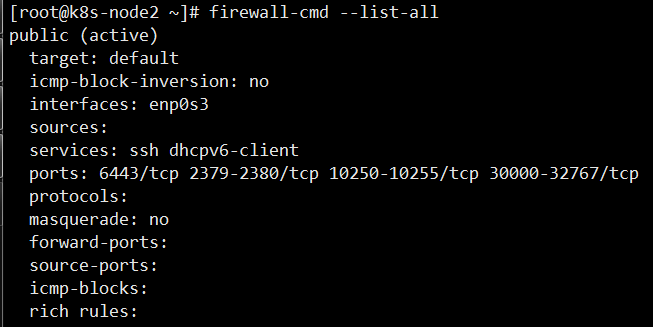 [root@k8s-node2 ~]# firewall-cmd --list-all
public (active)
  target: default
  icmp-block-inversion: no
  interfaces: enp0s3
  sources:
  services: ssh dhcpv6-client
  ports: 6443/tcp 2379-2380/tcp 10250-10255/tcp 30000-32767/tcp
  protocols:
  masquerade: no
  forward-ports:
  source-ports:
  icmp-blocks:
  rich rules: